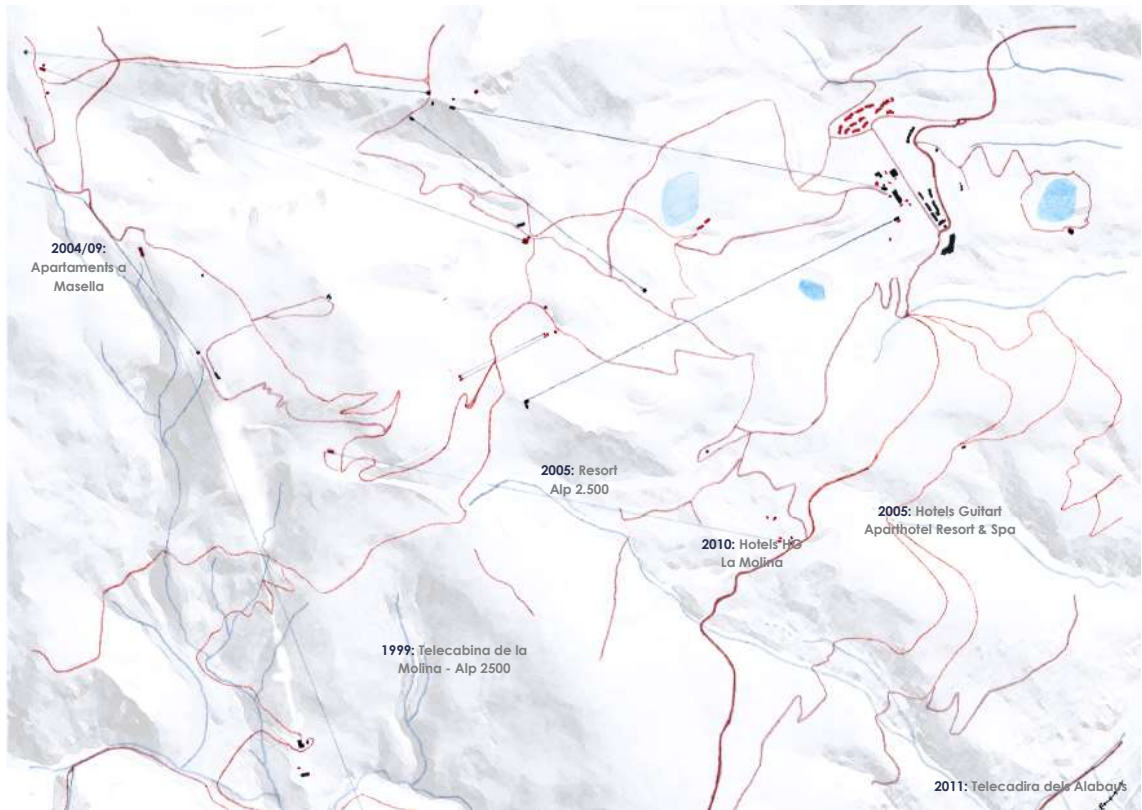 2004/09:
Apartaments a
Masella
2005: Resort
Alp 2.500
2005: Hotels Guitart
Aparthotel Resort & Spa
2010: Hotels HG
La Molina
1999: Telecabina de la
Molina - Alp 2500
2011: Telecadira dels Alabaus